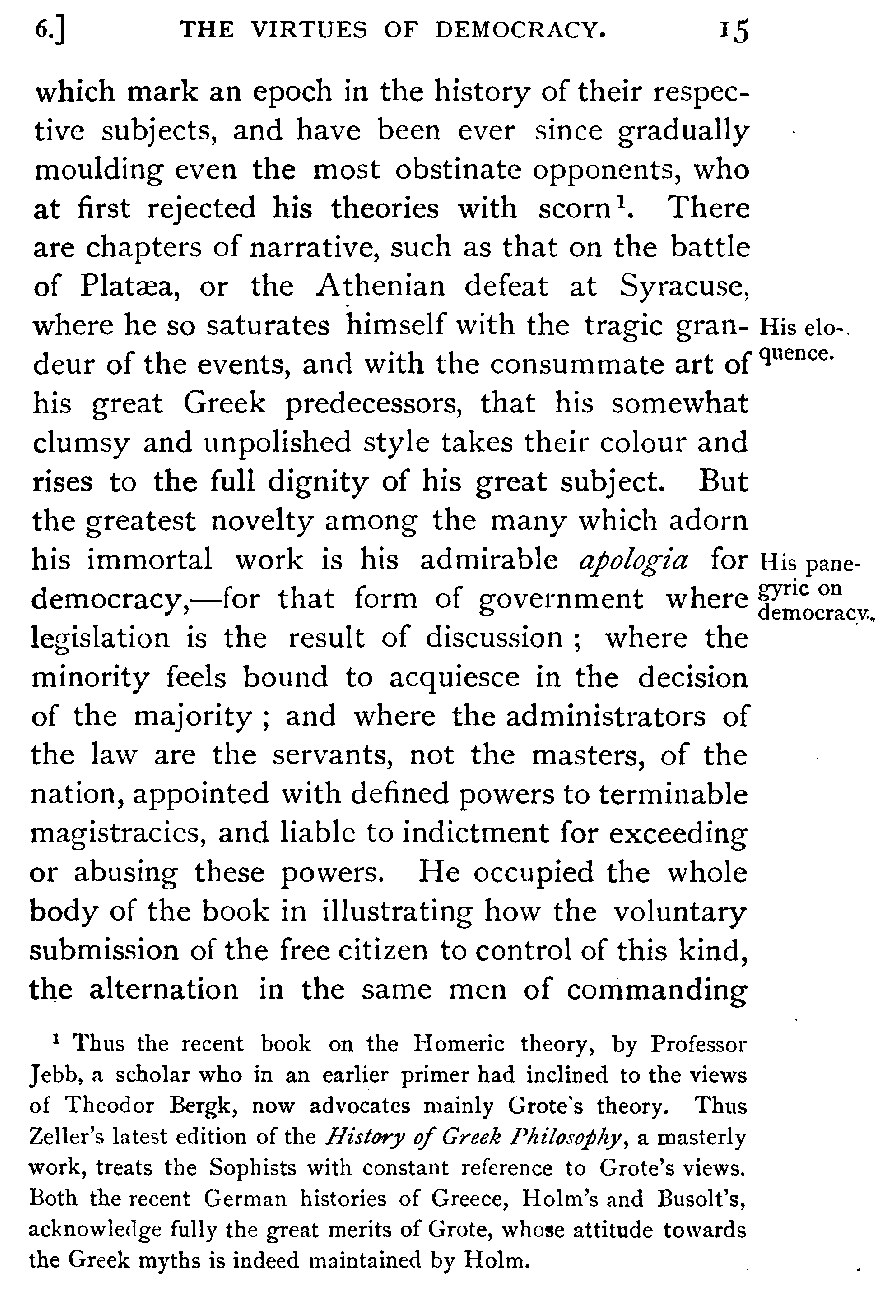 6.] THE VIRTUES OF DEMOCRACY. 15
which mark an epoch in the history of their respec-
tive subjects, and have been ever since gradually
moulding even the most obstinate opponents, who
at first rejected his theories with scorn¹. There
are chapters of narrative, such as that on the battle
of Platæa, or the Athenian defeat at Syracuse,
where he so saturates himself with the tragic gran-
His elo-
deur of the events, and with the consummate art of
quence.
his great Greek predecessors, that his somewhat
clumsy and unpolished style takes their colour and
rises to the full dignity of his great subject. But
the greatest novelty among the many which adorn
his immortal work is his admirable apologia for
His pane-
democracy,—for that form of government where
gyric on
democracy.
legislation is the result of discussion ; where the
minority feels bound to acquiesce in the decision
of the majority ; and where the administrators of
the law are the servants, not the masters, of the
nation, appointed with defined powers to terminable
magistracies, and liable to indictment for exceeding
or abusing these powers. He occupied the whole
body of the book in illustrating how the voluntary
submission of the free citizen to control of this kind,
the alternation in the same men of commanding
¹ Thus the recent book on the Homeric theory, by Professor
Jebb, a scholar who in an earlier primer had inclined to the views
of Theodor Bergk, now advocates mainly Grote's theory. Thus
Zeller's latest edition of the History of Greek Philosophy, a masterly
work, treats the Sophists with constant reference to Grote's views.
Both the recent German histories of Greece, Holm's and Busolt's,
acknowledge fully the great merits of Grote, whose attitude towards
the Greek myths is indeed maintained by Holm.